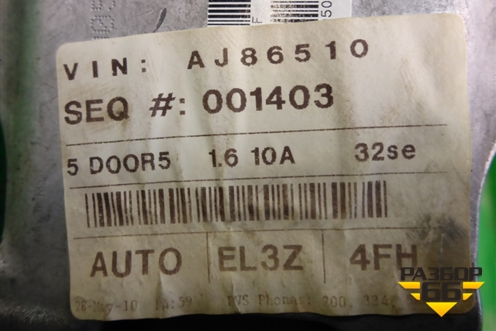 VIN: AJ86510
SEQ #: 001403
5 DOOR5 1.6 10A 32se
AUTO EL3Z 4FH
РАЗБОР
66